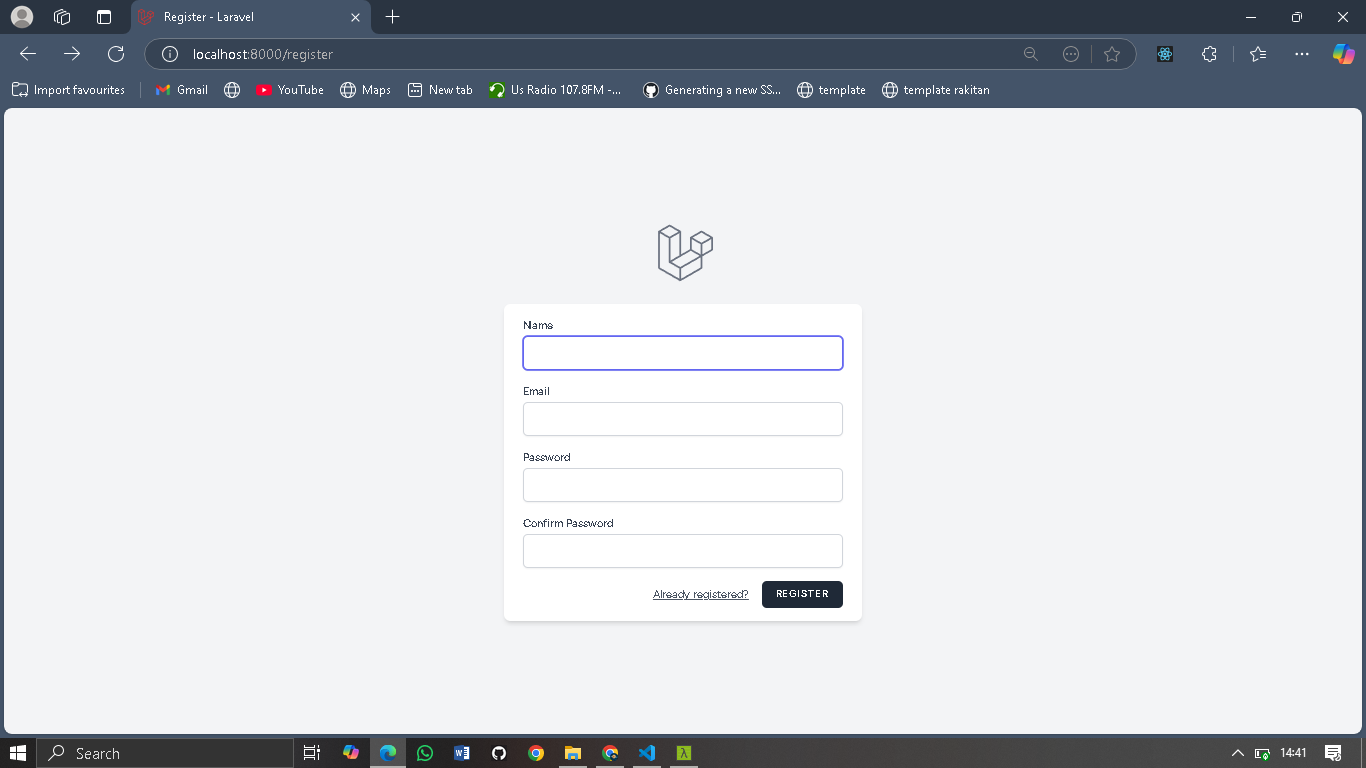 Register - Laravel
localhost:8000/register
Import favourites
Gmail
YouTube
Maps
New tab
Us Radio 107.8FM -...
Generating a new SS...
template
template rakitan
Name
Email
Password
Confirm Password
Already registered?
REGISTER
Search
14:41